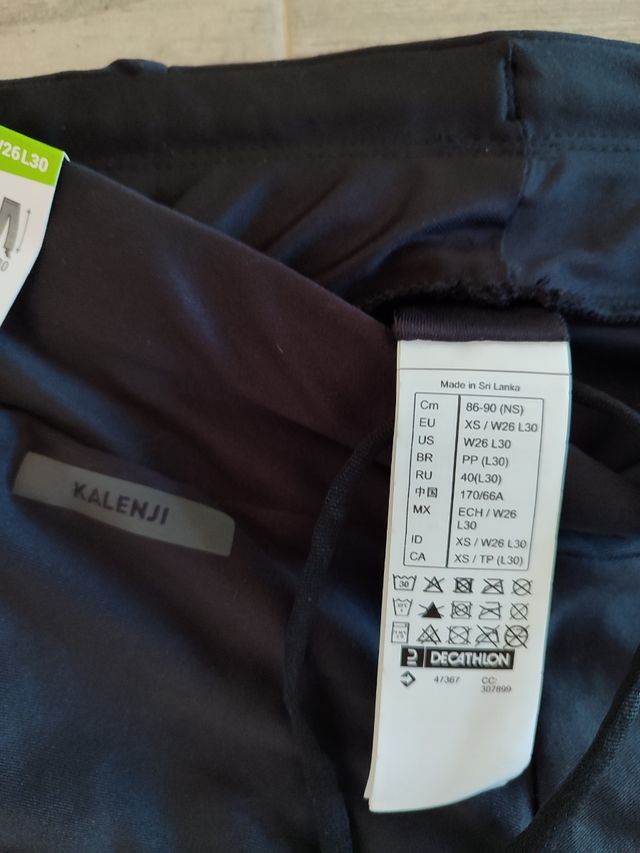 W26L30
KALENJI
Made in Sri Lanka
Cm 86-90 (NS)
EU XS / W26 L30
US W26 L30
BR PP (L30)
RU 40(L30)
中国 170/66A
MX ECH / W26
L30
ID XS / W26 L30
CA XS / TP (L30)
30
DECATHLON
47367 CC:
307899